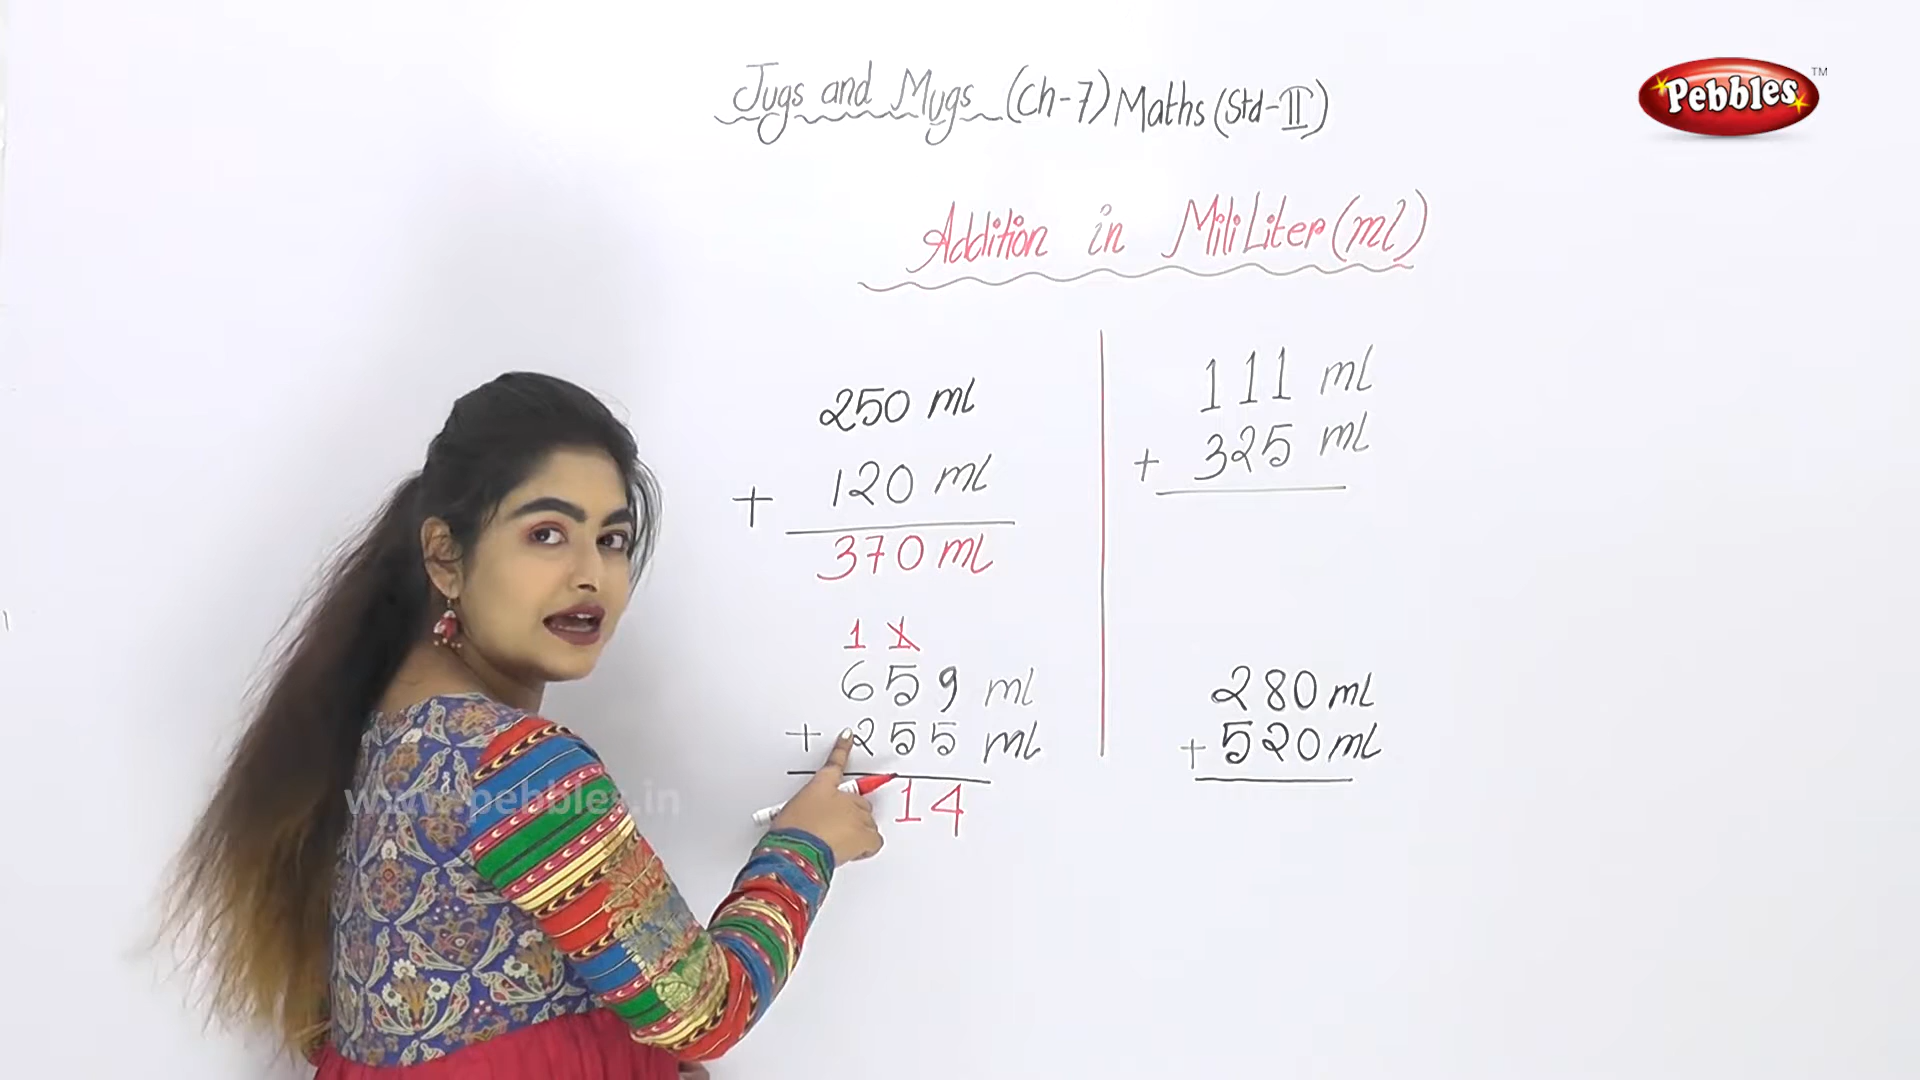 Pebbles TM
Jugs and Mugs (Ch-7) Maths (Std-II)
Addition in MiliLiter (ml)
250 ml
+ 120 ml
370 ml
1 1
659 ml
+ 255 ml
14
111 ml
+ 325 ml
280 ml
+ 520 ml
www.pebbles.in